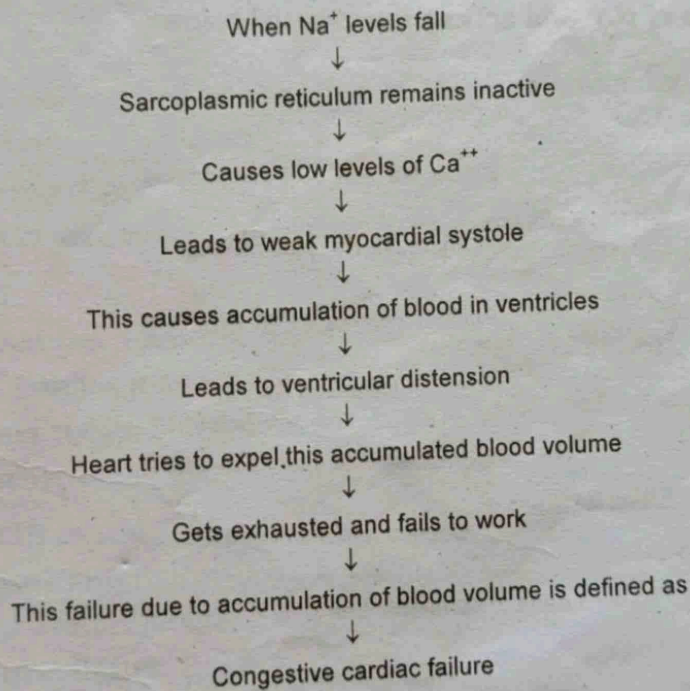 When Na⁺ levels fall
↓
Sarcoplasmic reticulum remains inactive
↓
Causes low levels of Ca⁺⁺
↓
Leads to weak myocardial systole
↓
This causes accumulation of blood in ventricles
↓
Leads to ventricular distension
↓
Heart tries to expel this accumulated blood volume
↓
Gets exhausted and fails to work
↓
This failure due to accumulation of blood volume is defined as
↓
Congestive cardiac failure